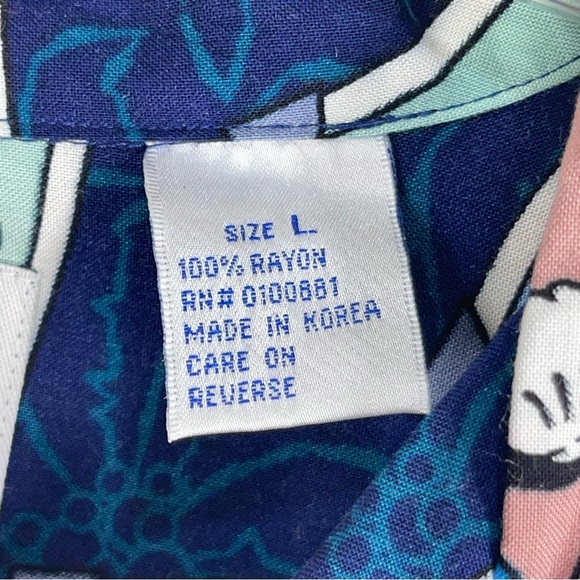 SIZE L
100% RAYON
RN# 0100881
MADE IN KOREA
CARE ON
REVERSE